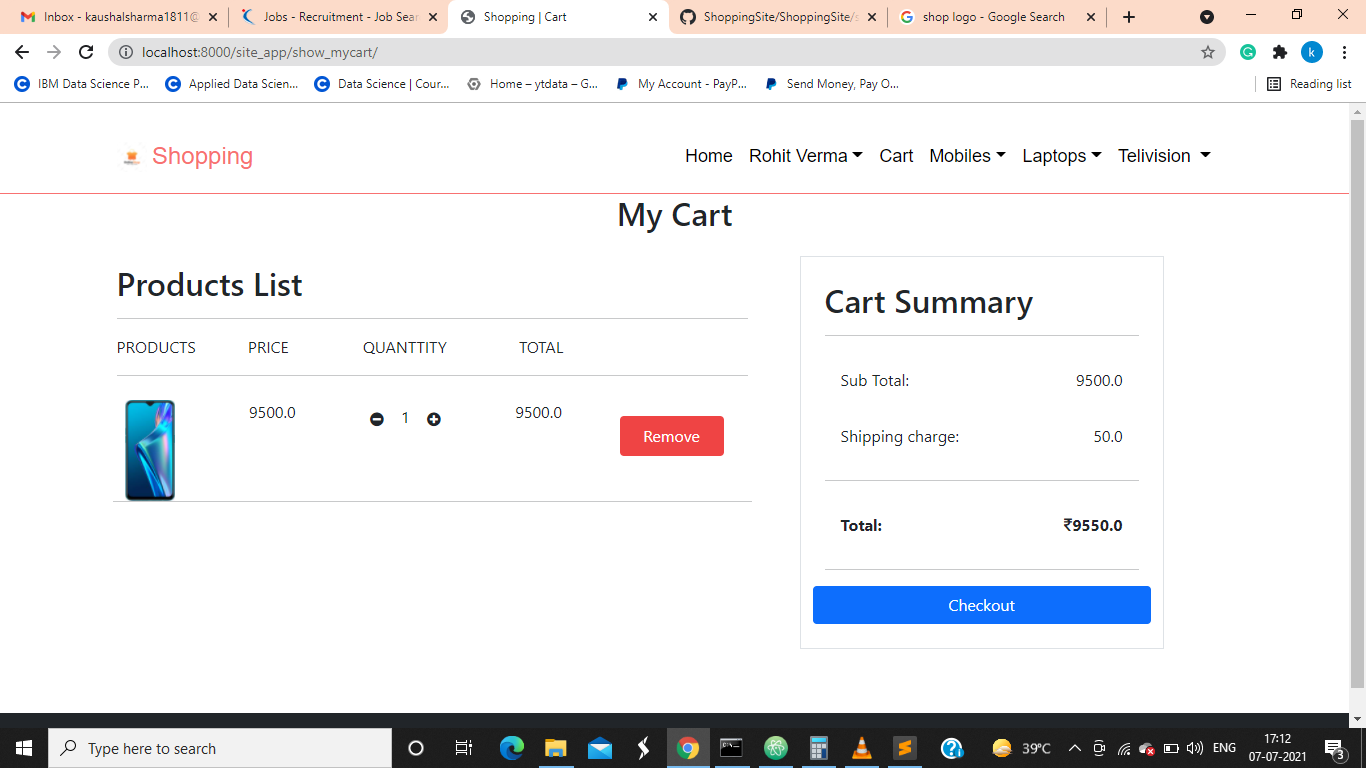 Inbox - kaushalsharma1811@
Jobs - Recruitment - Job Sear
Shopping | Cart
ShoppingSite/ShoppingSite/s
shop logo - Google Search
localhost:8000/site_app/show_mycart/
k
IBM Data Science P...
Applied Data Scien...
Data Science | Cour...
Home – ytdata – G...
My Account - PayP...
Send Money, Pay O...
Reading list
Shopping
Home
Rohit Verma
Cart
Mobiles
Laptops
Telivision
My Cart
Products List
PRODUCTS PRICE QUANTTITY TOTAL
9500.0 1 9500.0
Remove
Cart Summary
Sub Total: 9500.0
Shipping charge: 50.0
Total: ₹9550.0
Checkout
Type here to search
39°C
ENG
17:12
07-07-2021
3